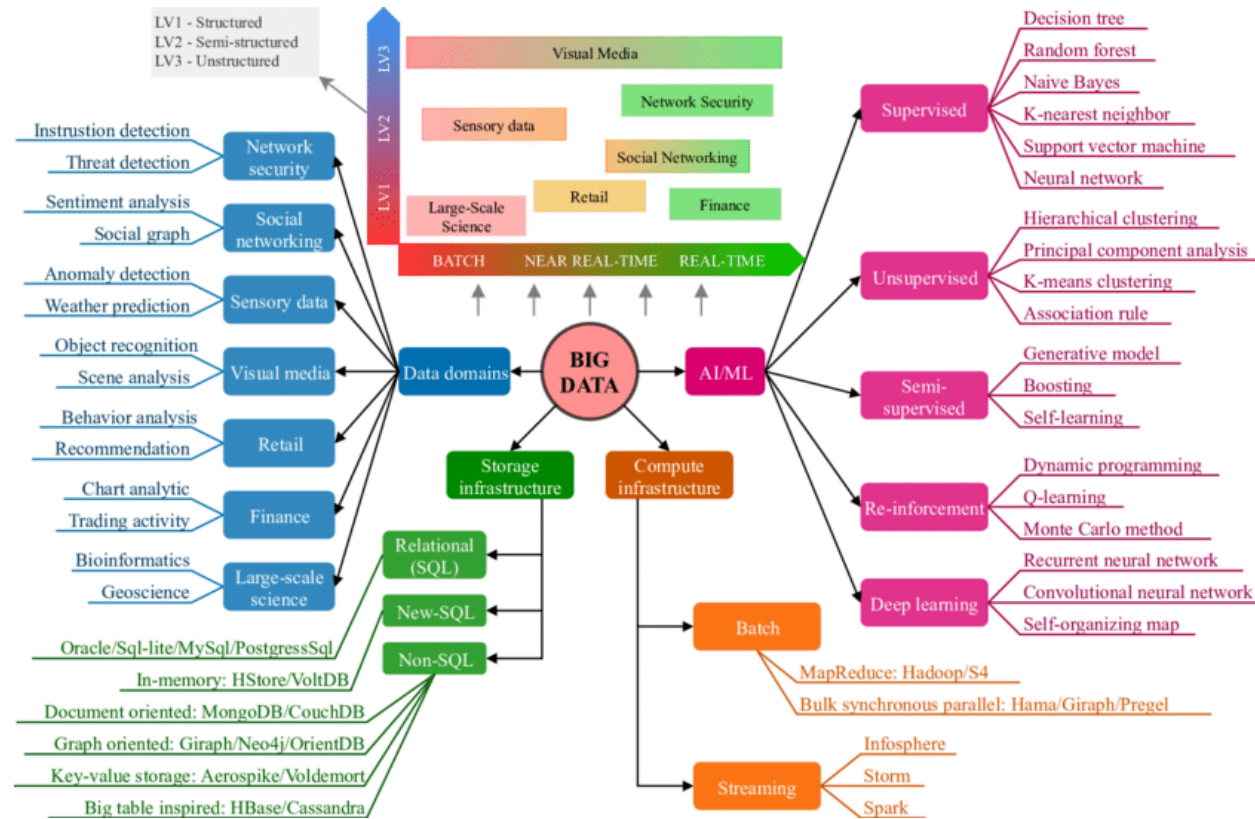 LV1 - Structured
LV2 - Semi-structured
LV3 - Unstructured
LV3
LV2
LV1
Visual Media
Network Security
Sensory data
Social Networking
Retail
Large-Scale
Science
Finance
BATCH
NEAR REAL-TIME
REAL-TIME
BIG
DATA
Data domains
Network
security
Instrustion detection
Threat detection
Social
networking
Sentiment analysis
Social graph
Sensory data
Anomaly detection
Weather prediction
Visual media
Object recognition
Scene analysis
Retail
Behavior analysis
Recommendation
Finance
Chart analytic
Trading activity
Large-scale
science
Bioinformatics
Geoscience
AI/ML
Supervised
Decision tree
Random forest
Naive Bayes
K-nearest neighbor
Support vector machine
Neural network
Unsupervised
Hierarchical clustering
Principal component analysis
K-means clustering
Association rule
Semi-
supervised
Generative model
Boosting
Self-learning
Re-inforcement
Dynamic programming
Q-learning
Monte Carlo method
Deep learning
Recurrent neural network
Convolutional neural network
Self-organizing map
Storage
infrastructure
Relational
(SQL)
Oracle/Sql-lite/MySql/PostgressSql
New-SQL
In-memory: HStore/VoltDB
Non-SQL
Document oriented: MongoDB/CouchDB
Graph oriented: Giraph/Neo4j/OrientDB
Key-value storage: Aerospike/Voldemort
Big table inspired: HBase/Cassandra
Compute
infrastructure
Batch
MapReduce: Hadoop/S4
Bulk synchronous parallel: Hama/Giraph/Pregel
Streaming
Infosphere
Storm
Spark